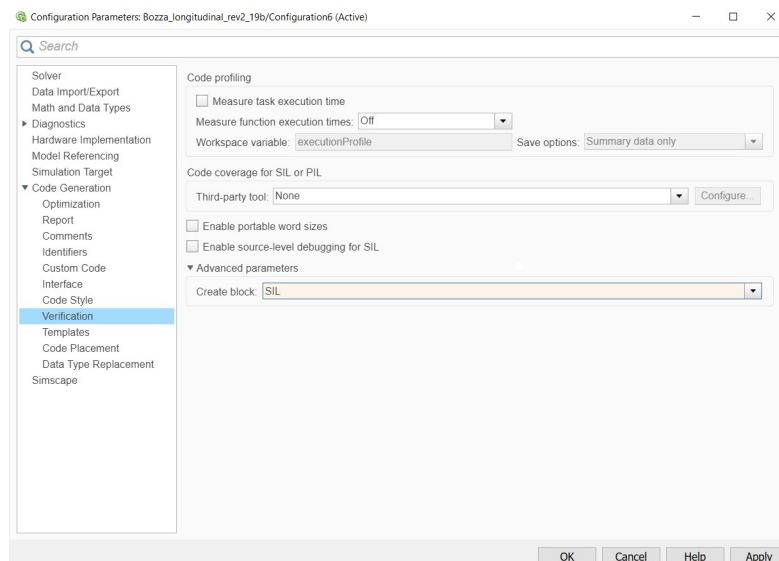 Configuration Parameters: Bozza_longitudinal_rev2_19b/Configuration6 (Active)
Search
Solver
Data Import/Export
Math and Data Types
Diagnostics
Hardware Implementation
Model Referencing
Simulation Target
Code Generation
Optimization
Report
Comments
Identifiers
Custom Code
Interface
Code Style
Verification
Templates
Code Placement
Data Type Replacement
Simscape
Code profiling
Measure task execution time
Measure function execution times: Off
Workspace variable: executionProfile Save options: Summary data only
Code coverage for SIL or PIL
Third-party tool: None Configure...
Enable portable word sizes
Enable source-level debugging for SIL
Advanced parameters
Create block: SIL
OK Cancel Help Apply